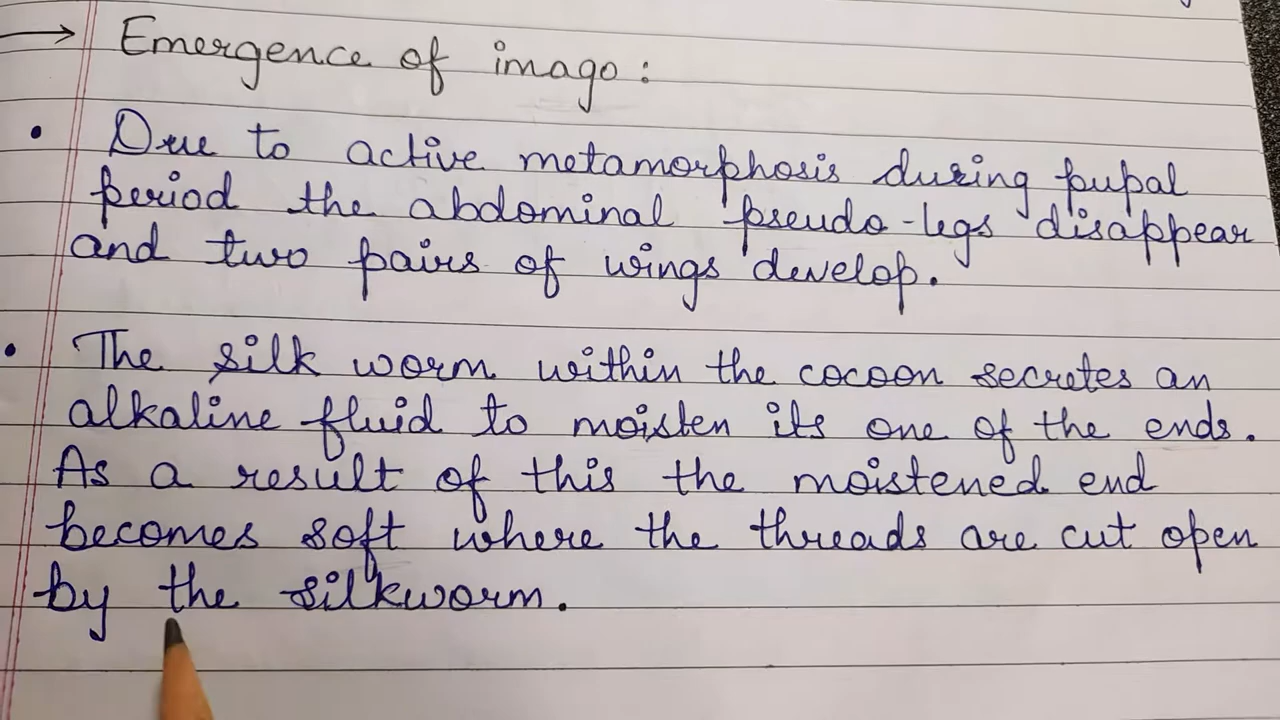 → Emergence of imago :
• Due to active metamorphosis during pupal
period the abdominal pseudo-legs disappear
and two pairs of wings develop.
• The silk worm within the cocoon secretes an
alkaline fluid to moisten its one of the ends.
As a result of this the moistened end
becomes soft where the threads are cut open
by the silkworm.